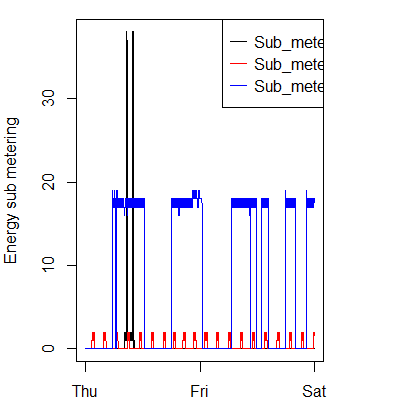 Sub_mete
Sub_mete
Sub_mete
Energy sub metering
30
20
10
0
Thu Fri Sat